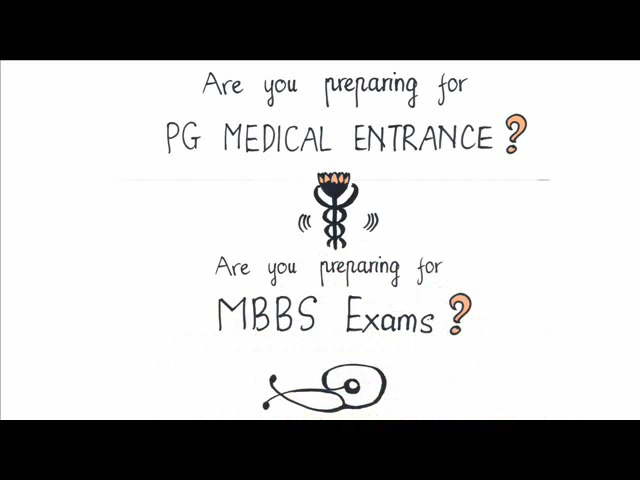 Are you preparing for
PG MEDICAL ENTRANCE?
Are you preparing for
MBBS Exams?